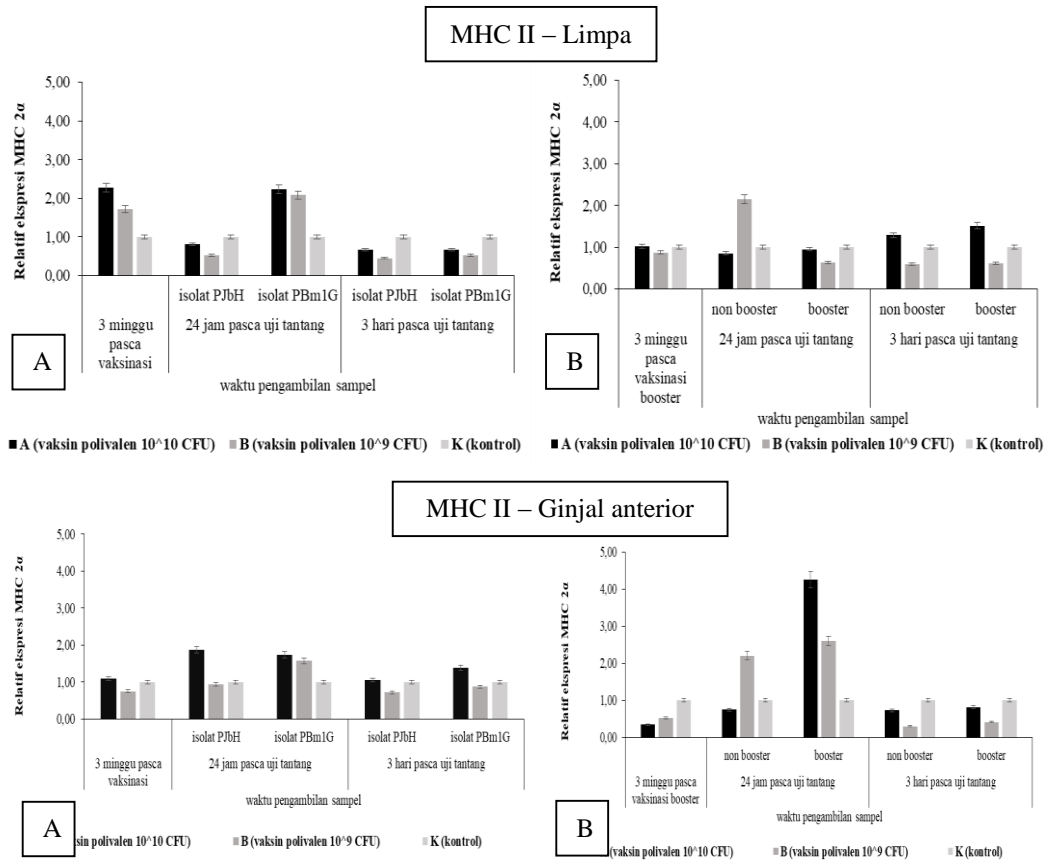 MHC II – Limpa
Relatif ekspresi MHC 2α
5,00
4,00
3,00
2,00
1,00
0,00
isolat PJbH
isolat PBm1G
isolat PJbH
isolat PBm1G
3 minggu
pasca
vaksinasi
24 jam pasca uji tantang
3 hari pasca uji tantang
waktu pengambilan sampel
A
A (vaksin polivalen 10^10 CFU) B (vaksin polivalen 10^9 CFU) K (kontrol)
Relatif ekspresi MHC 2α
5,00
4,00
3,00
2,00
1,00
0,00
non booster
booster
non booster
booster
3 minggu
pasca
vaksinasi
booster
24 jam pasca uji tantang
3 hari pasca uji tantang
waktu pengambilan sampel
B
A (vaksin polivalen 10^10 CFU) B (vaksin polivalen 10^9 CFU) K (kontrol)
MHC II – Ginjal anterior
Relatif ekspresi MHC 2α
5,00
4,00
3,00
2,00
1,00
0,00
isolat PJbH
isolat PBm1G
isolat PJbH
isolat PBm1G
3 minggu pasca
vaksinasi
24 jam pasca uji tantang
3 hari pasca uji tantang
waktu pengambilan sampel
A
polivalen 10^10 CFU) B (vaksin polivalen 10^9 CFU) K (kontrol)
Relatif ekspresi MHC 2α
5,00
4,00
3,00
2,00
1,00
0,00
non booster
booster
non booster
booster
3 minggu pasca
vaksinasi booster
24 jam pasca uji tantang
3 hari pasca uji tantang
waktu pengambilan sampel
B
polivalen 10^10 CFU) B (vaksin polivalen 10^9 CFU) K (kontrol)